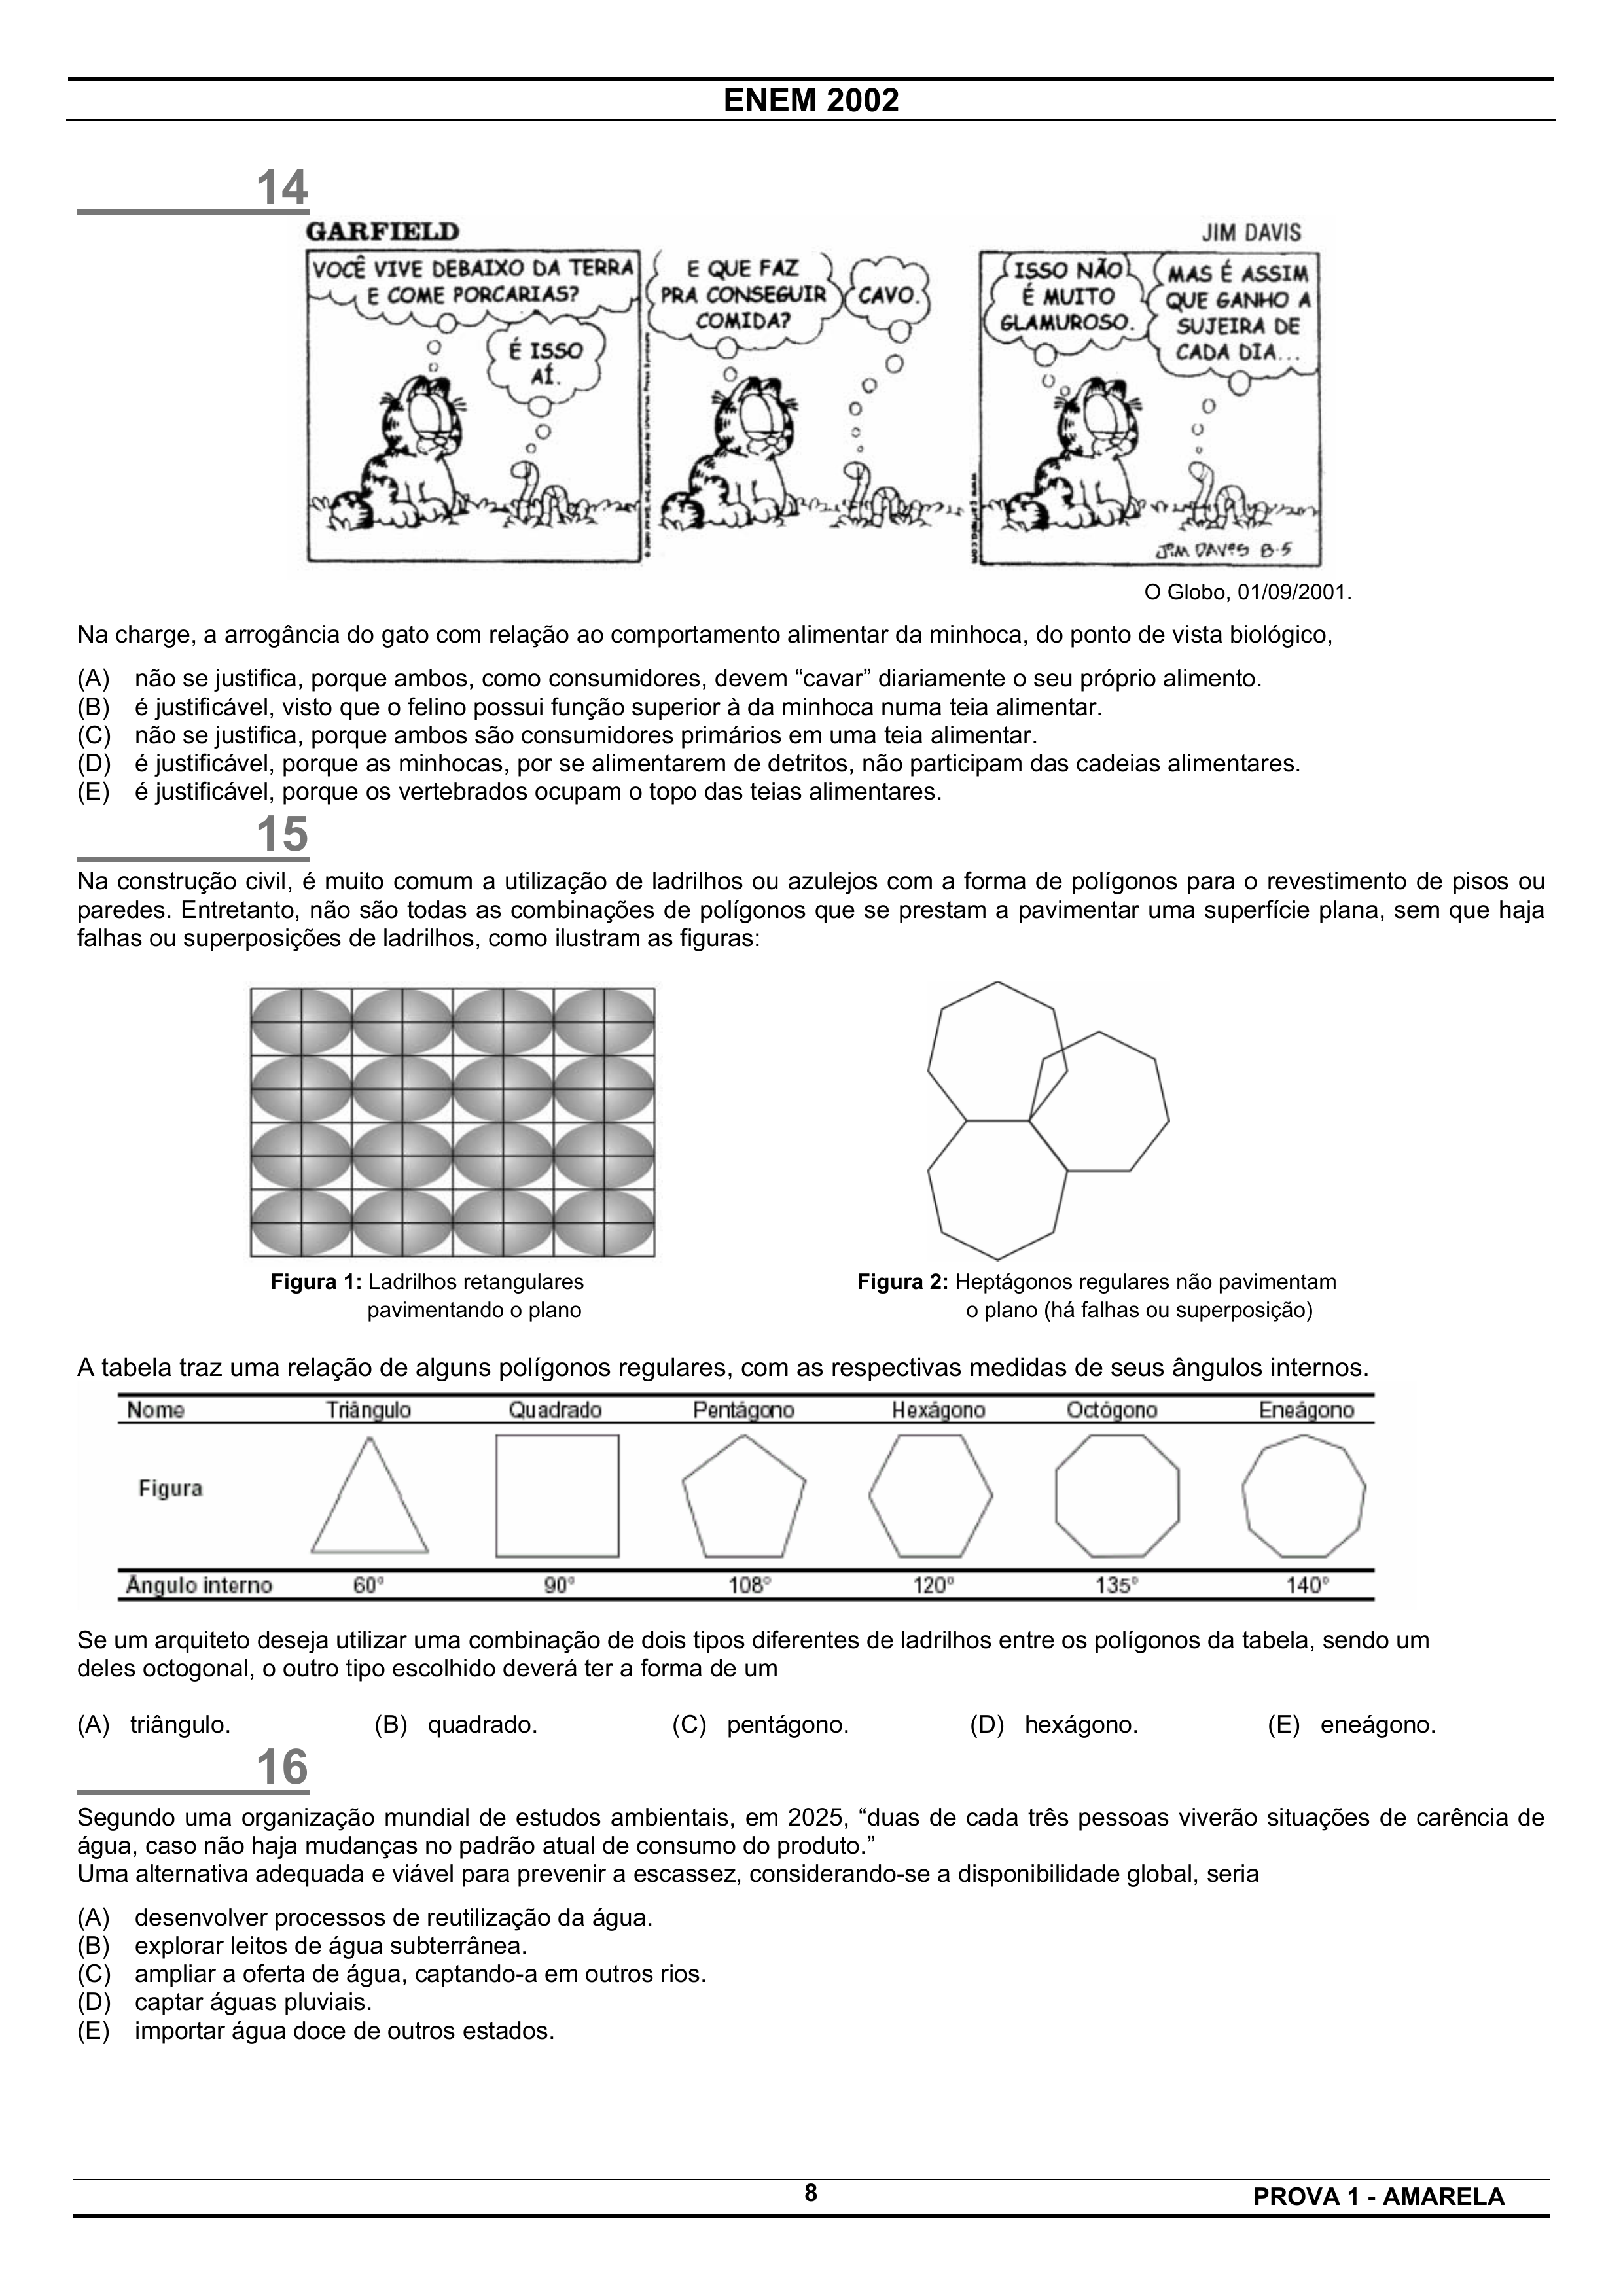 ENEM 2002
14
GARFIELD JIM DAVIS
VOCÊ VIVE DEBAIXO DA TERRA
E COME PORCARIAS?
É ISSO
AÍ.
E QUE FAZ
PRA CONSEGUIR
COMIDA?
CAVO.
ISSO NÃO
É MUITO
GLAMUROSO.
MAS É ASSIM
QUE GANHO A
SUJEIRA DE
CADA DIA...
JIM DAVIS 8-5
O Globo, 01/09/2001.
Na charge, a arrogância do gato com relação ao comportamento alimentar da minhoca, do ponto de vista biológico,
(A) não se justifica, porque ambos, como consumidores, devem “cavar” diariamente o seu próprio alimento.
(B) é justificável, visto que o felino possui função superior à da minhoca numa teia alimentar.
(C) não se justifica, porque ambos são consumidores primários em uma teia alimentar.
(D) é justificável, porque as minhocas, por se alimentarem de detritos, não participam das cadeias alimentares.
(E) é justificável, porque os vertebrados ocupam o topo das teias alimentares.
15
Na construção civil, é muito comum a utilização de ladrilhos ou azulejos com a forma de polígonos para o revestimento de pisos ou
paredes. Entretanto, não são todas as combinações de polígonos que se prestam a pavimentar uma superfície plana, sem que haja
falhas ou superposições de ladrilhos, como ilustram as figuras:
Figura 1: Ladrilhos retangulares
pavimentando o plano
Figura 2: Heptágonos regulares não pavimentam
o plano (há falhas ou superposição)
A tabela traz uma relação de alguns polígonos regulares, com as respectivas medidas de seus ângulos internos.
Nome Triângulo Quadrado Pentágono Hexágono Octógono Eneágono
Figura
Ângulo interno 60º 90º 108º 120º 135º 140º
Se um arquiteto deseja utilizar uma combinação de dois tipos diferentes de ladrilhos entre os polígonos da tabela, sendo um
deles octogonal, o outro tipo escolhido deverá ter a forma de um
(A) triângulo. (B) quadrado. (C) pentágono. (D) hexágono. (E) eneágono.
16
Segundo uma organização mundial de estudos ambientais, em 2025, “duas de cada três pessoas viverão situações de carência de
água, caso não haja mudanças no padrão atual de consumo do produto.”
Uma alternativa adequada e viável para prevenir a escassez, considerando-se a disponibilidade global, seria
(A) desenvolver processos de reutilização da água.
(B) explorar leitos de água subterrânea.
(C) ampliar a oferta de água, captando-a em outros rios.
(D) captar águas pluviais.
(E) importar água doce de outros estados.
8
PROVA 1 - AMARELA